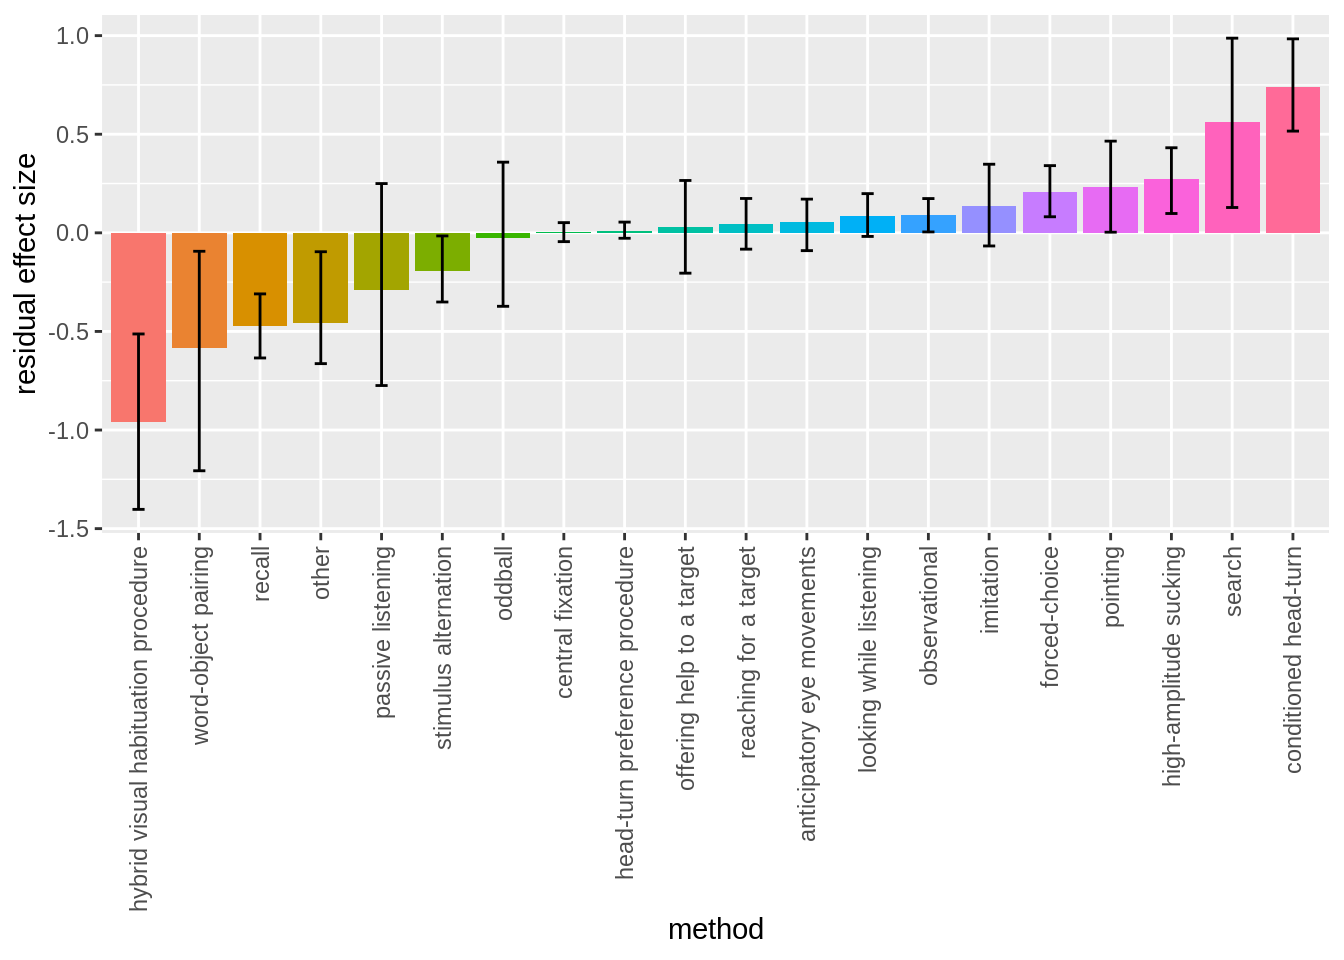 1.0
0.5
0.0
-0.5
-1.0
-1.5
residual effect size
hybrid visual habituation procedure
word-object pairing
recall
other
passive listening
stimulus alternation
oddball
central fixation
head-turn preference procedure
offering help to a target
reaching for a target
anticipatory eye movements
looking while listening
observational
imitation
forced-choice
pointing
high-amplitude sucking
search
conditioned head-turn
method